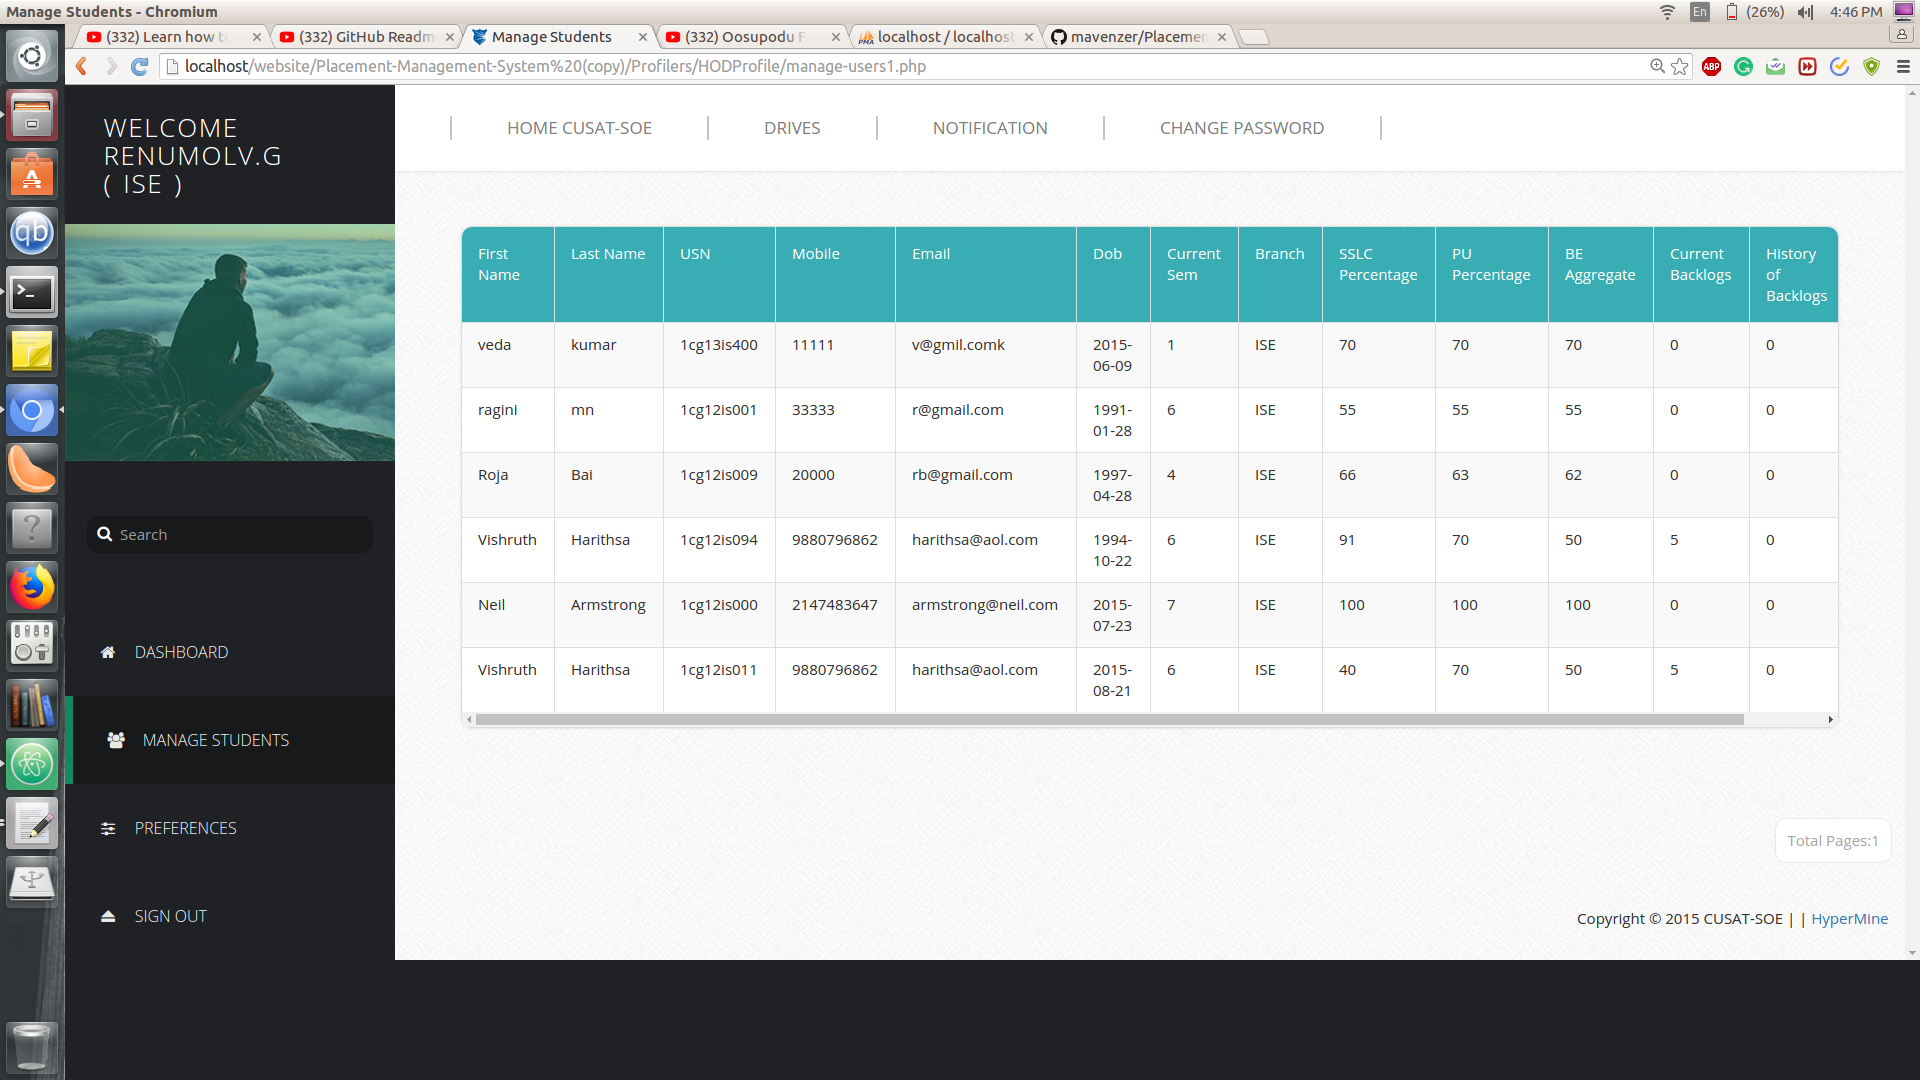 Manage Students - Chromium
En
(26%)
4:46 PM
(332) Learn how t
(332) GitHub Readm
Manage Students
(332) Oosupodu F
localhost / localhost
mavenzer/Placemen
localhost/website/Placement-Management-System%20(copy)/Profilers/HODProfile/manage-users1.php
ABP
WELCOME
RENUMOLV.G
( ISE )
HOME CUSAT-SOE
DRIVES
NOTIFICATION
CHANGE PASSWORD
Search
DASHBOARD
MANAGE STUDENTS
PREFERENCES
SIGN OUT
First Name Last Name USN Mobile Email Dob Current Sem Branch SSLC Percentage PU Percentage BE Aggregate Current Backlogs History of Backlogs
veda kumar 1cg13is400 11111 v@gmil.comk 2015-06-09 1 ISE 70 70 70 0 0
ragini mn 1cg12is001 33333 r@gmail.com 1991-01-28 6 ISE 55 55 55 0 0
Roja Bai 1cg12is009 20000 rb@gmail.com 1997-04-28 4 ISE 66 63 62 0 0
Vishruth Harithsa 1cg12is094 9880796862 harithsa@aol.com 1994-10-22 6 ISE 91 70 50 5 0
Neil Armstrong 1cg12is000 2147483647 armstrong@neil.com 2015-07-23 7 ISE 100 100 100 0 0
Vishruth Harithsa 1cg12is011 9880796862 harithsa@aol.com 2015-08-21 6 ISE 40 70 50 5 0
Total Pages:1
Copyright © 2015 CUSAT-SOE | | HyperMine